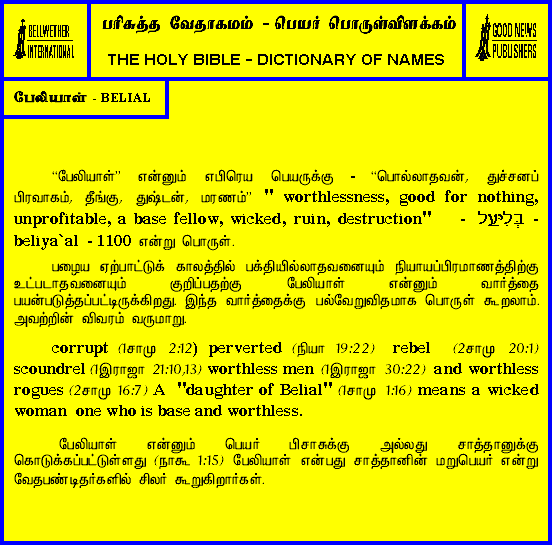 BELLWETHER
INTERNATIONAL
பரிசுத்த வேதாகமம் - பெயர் பொருள்விளக்கம்
THE HOLY BIBLE - DICTIONARY OF NAMES
GOOD NEWS
PUBLISHERS
பேலியாள் - BELIAL
“பேலியாள்” என்னும் எபிரெய பெயருக்கு - “பொல்லாதவன், துச்சனப்
பிரவாகம், தீங்கு, துஷ்டன், மரணம்” " worthlessness, good for nothing,
unprofitable, a base fellow, wicked, ruin, destruction" - בְּלִיַּעַל -
beliya`al - 1100 என்று பொருள்.
பழைய ஏற்பாட்டுக் காலத்தில் பக்தியில்லாதவனையும் நியாயப்பிரமாணத்திற்கு
உட்படாதவனையும் குறிப்பதற்கு பேலியாள் என்னும் வார்த்தை
பயன்படுத்தப்பட்டிருக்கிறது. இந்த வார்த்தைக்கு பல்வேறுவிதமாக பொருள் கூறலாம்.
அவற்றின் விவரம் வருமாறு.
corrupt (1சாமு 2:12) perverted (நியா 19:22) rebel (2சாமு 20:1)
scoundrel (1இராஜா 21:10,13) worthless men (1இராஜா 30:22) and worthless
rogues (2சாமு 16:7) A "daughter of Belial" (1சாமு 1:16) means a wicked
woman one who is base and worthless.
பேலியாள் என்னும் பெயர் பிசாசுக்கு அல்லது சாத்தானுக்கு
கொடுக்கப்பட்டுள்ளது (நாகூ 1:15) பேலியாள் என்பது சாத்தானின் மறுபெயர் என்று
வேதபண்டிதர்களில் சிலர் கூறுகிறார்கள்.